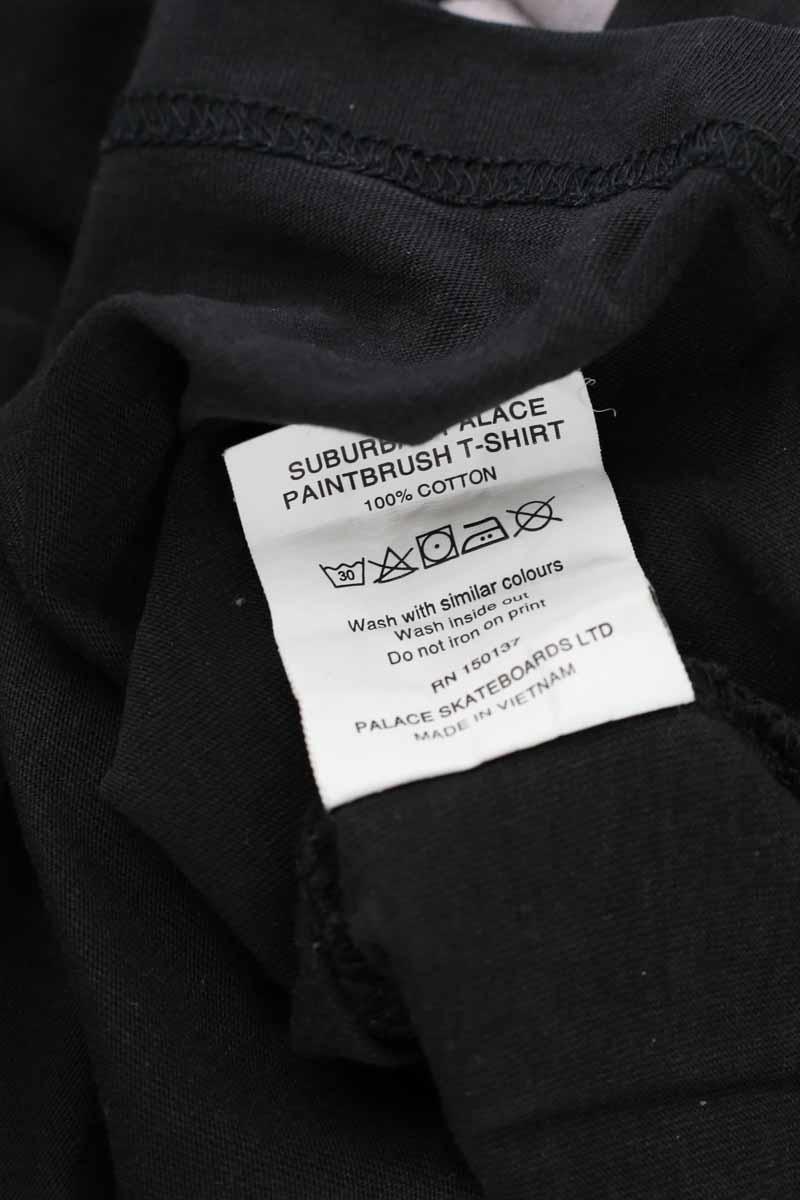 PALACE
PAINTBRUSH T-SHIRT
100% COTTON
30
Wash with similar colours
Wash inside out
Do not iron on print
RN 150137
PALACE SKATEBOARDS LTD
MADE IN VIETNAM